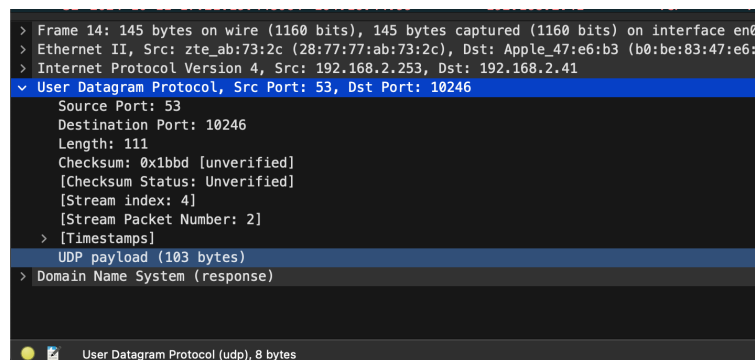 > Frame 14: 145 bytes on wire (1160 bits), 145 bytes captured (1160 bits) on interface en0
> Ethernet II, Src: zte_ab:73:2c (28:77:77:ab:73:2c), Dst: Apple_47:e6:b3 (b0:be:83:47:e6:
> Internet Protocol Version 4, Src: 192.168.2.253, Dst: 192.168.2.41
User Datagram Protocol, Src Port: 53, Dst Port: 10246
Source Port: 53
Destination Port: 10246
Length: 111
Checksum: 0x1bbd [unverified]
[Checksum Status: Unverified]
[Stream index: 4]
[Stream Packet Number: 2]
> [Timestamps]
UDP payload (103 bytes)
> Domain Name System (response)
User Datagram Protocol (udp), 8 bytes